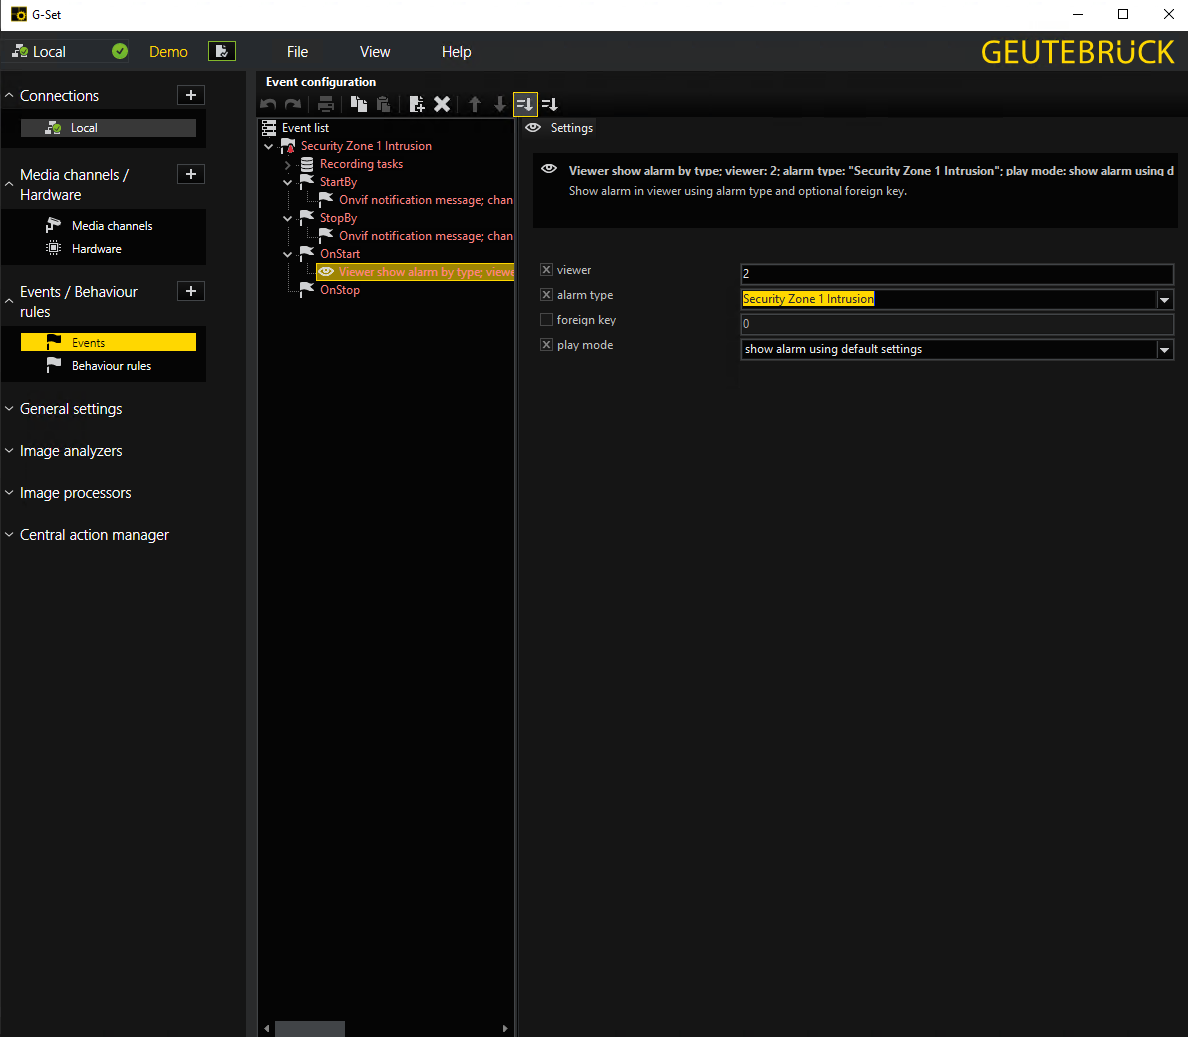 G-Set
Local
Demo
File
View
Help
GEUTEBRÜCK
Connections
Local
Media channels /
Hardware
Media channels
Hardware
Events / Behaviour
rules
Events
Behaviour rules
General settings
Image analyzers
Image processors
Central action manager
Event configuration
Event list
Security Zone 1 Intrusion
Recording tasks
StartBy
Onvif notification message; chan
StopBy
Onvif notification message; chan
OnStart
Viewer show alarm by type; viewe
OnStop
Settings
Viewer show alarm by type; viewer: 2; alarm type: "Security Zone 1 Intrusion"; play mode: show alarm using d
Show alarm in viewer using alarm type and optional foreign key.
viewer
2
alarm type
Security Zone 1 Intrusion
foreign key
0
play mode
show alarm using default settings